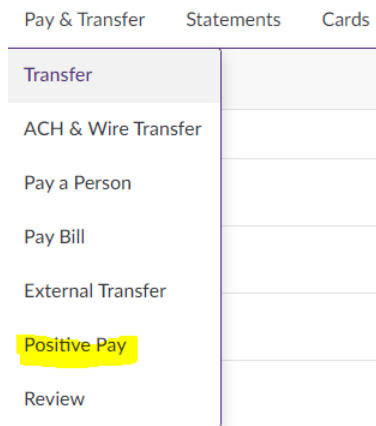 Pay & Transfer Statements Cards
Transfer
ACH & Wire Transfer
Pay a Person
Pay Bill
External Transfer
Positive Pay
Review